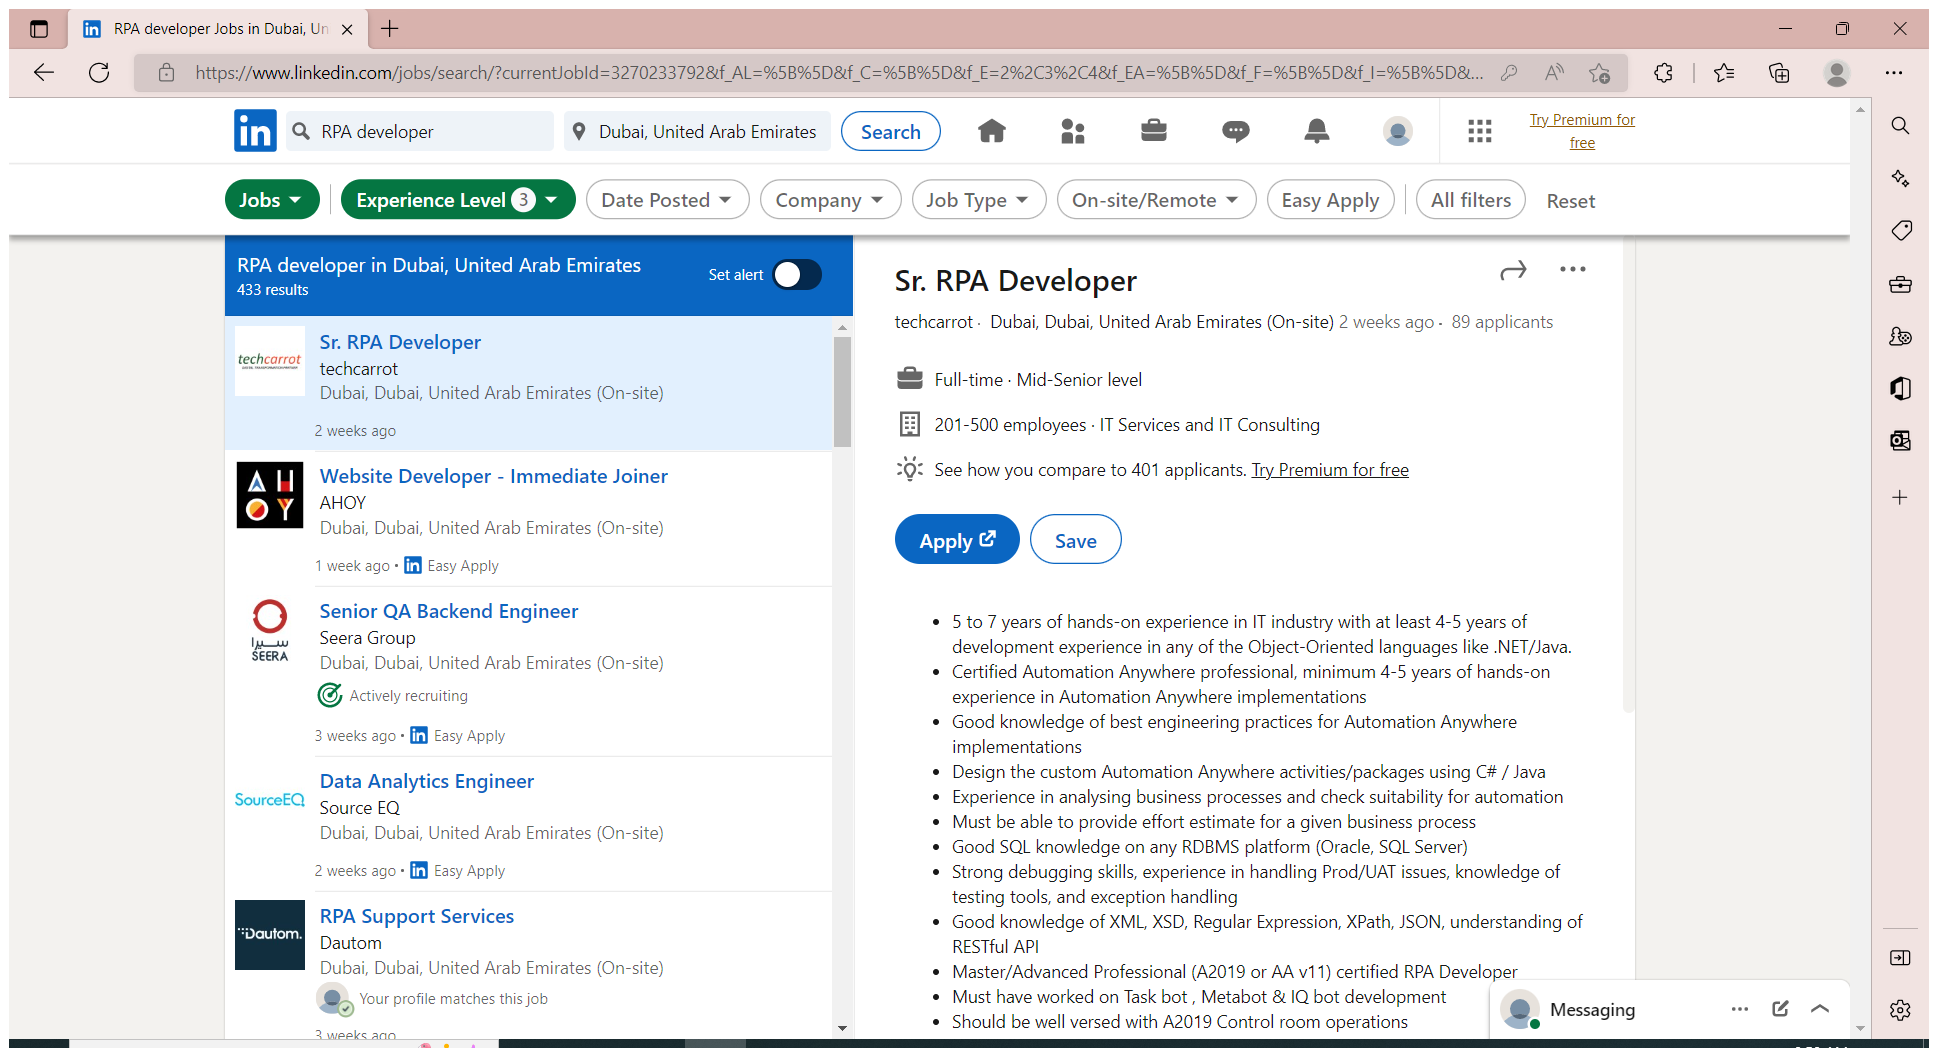 RPA developer Jobs in Dubai, Un
https://www.linkedin.com/jobs/search/?currentJobId=3270233792&f_AL=%5B%5D&f_C=%5B%5D&f_E=2%2C3%2C4&f_EA=%5B%5D&f_F=%5B%5D&f_I=%5B%5D&...
in RPA developer Dubai, United Arab Emirates Search Try Premium for
free
Jobs Experience Level 3 Date Posted Company Job Type On-site/Remote Easy Apply All filters Reset
RPA developer in Dubai, United Arab Emirates
433 results
Set alert
techcarrot
Sr. RPA Developer
techcarrot
Dubai, Dubai, United Arab Emirates (On-site)
2 weeks ago
AHOY
Website Developer - Immediate Joiner
AHOY
Dubai, Dubai, United Arab Emirates (On-site)
1 week ago • in Easy Apply
سيرا
SEERA
Senior QA Backend Engineer
Seera Group
Dubai, Dubai, United Arab Emirates (On-site)
Actively recruiting
3 weeks ago • in Easy Apply
SourceEQ
Data Analytics Engineer
Source EQ
Dubai, Dubai, United Arab Emirates (On-site)
2 weeks ago • in Easy Apply
Dautom.
RPA Support Services
Dautom
Dubai, Dubai, United Arab Emirates (On-site)
Your profile matches this job
3 weeks ago
Sr. RPA Developer
techcarrot · Dubai, Dubai, United Arab Emirates (On-site) 2 weeks ago · 89 applicants
Full-time · Mid-Senior level
201-500 employees · IT Services and IT Consulting
See how you compare to 401 applicants. Try Premium for free
Apply Save
• 5 to 7 years of hands-on experience in IT industry with at least 4-5 years of
development experience in any of the Object-Oriented languages like .NET/Java.
• Certified Automation Anywhere professional, minimum 4-5 years of hands-on
experience in Automation Anywhere implementations
• Good knowledge of best engineering practices for Automation Anywhere
implementations
• Design the custom Automation Anywhere activities/packages using C# / Java
• Experience in analysing business processes and check suitability for automation
• Must be able to provide effort estimate for a given business process
• Good SQL knowledge on any RDBMS platform (Oracle, SQL Server)
• Strong debugging skills, experience in handling Prod/UAT issues, knowledge of
testing tools, and exception handling
• Good knowledge of XML, XSD, Regular Expression, XPath, JSON, understanding of
RESTful API
• Master/Advanced Professional (A2019 or AA v11) certified RPA Developer
• Must have worked on Task bot , Metabot & IQ bot development
• Should be well versed with A2019 Control room operations
Messaging